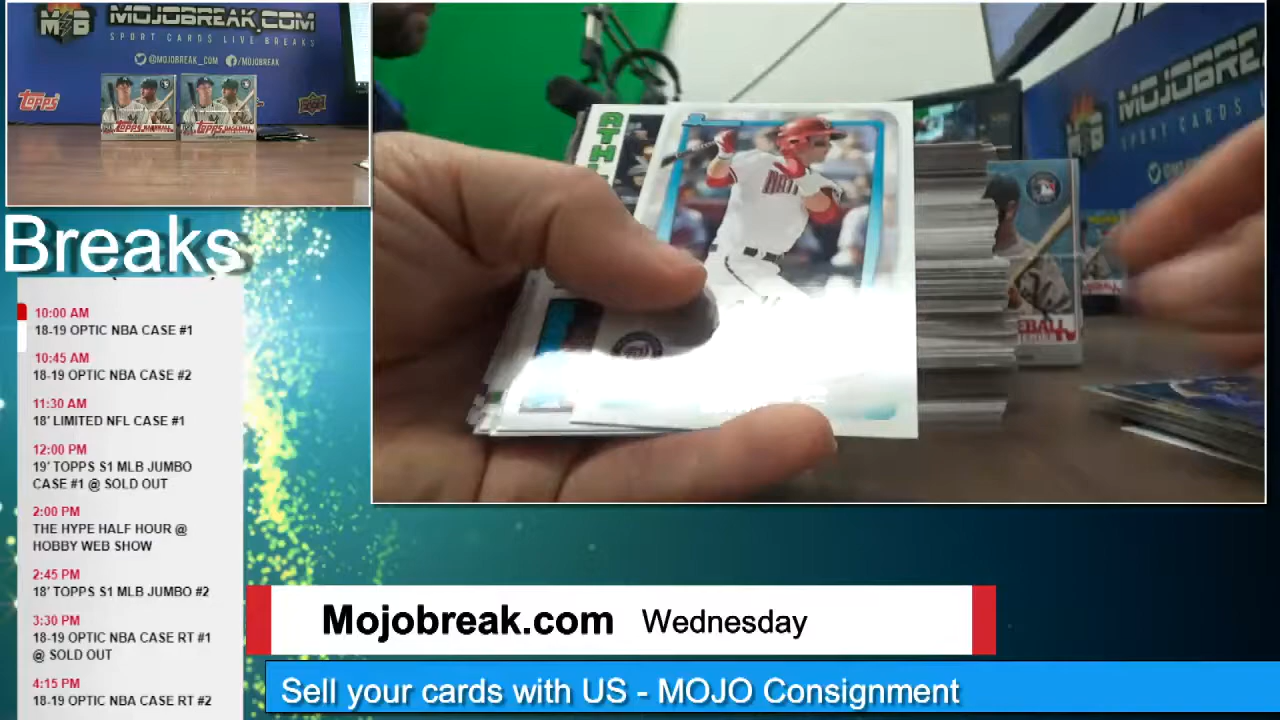 MOJOBREAK.COM
SPORT CARDS LIVE BREAKS
@MOJOBREAK_COM
/MOJOBREAK
TOPPS
Breaks
10:00 AM
18-19 OPTIC NBA CASE #1
10:45 AM
18-19 OPTIC NBA CASE #2
11:30 AM
18' LIMITED NFL CASE #1
12:00 PM
19' TOPPS S1 MLB JUMBO
CASE #1 @ SOLD OUT
2:00 PM
THE HYPE HALF HOUR @
HOBBY WEB SHOW
2:45 PM
18' TOPPS S1 MLB JUMBO #2
3:30 PM
18-19 OPTIC NBA CASE RT #1
@ SOLD OUT
4:15 PM
18-19 OPTIC NBA CASE RT #2
ATH
MOJOBREA
SPORT CARDS
Mojobreak.com Wednesday
Sell your cards with US - MOJO Consignment